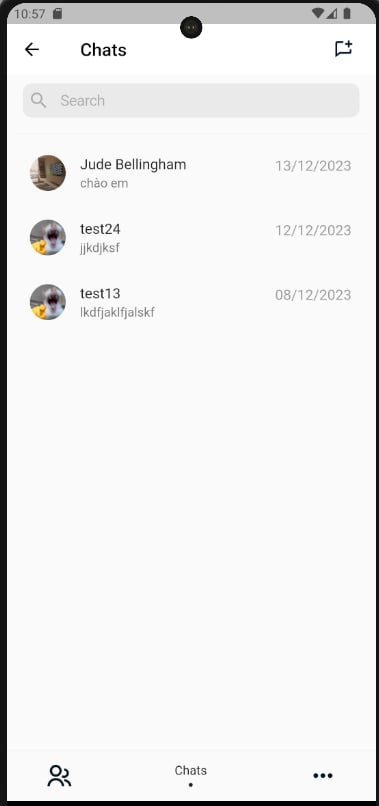 10:57
Chats
Search
Jude Bellingham 13/12/2023
chào em
test24 12/12/2023
jjkdjksf
test13 08/12/2023
lkdfjaklfjalskf
Chats